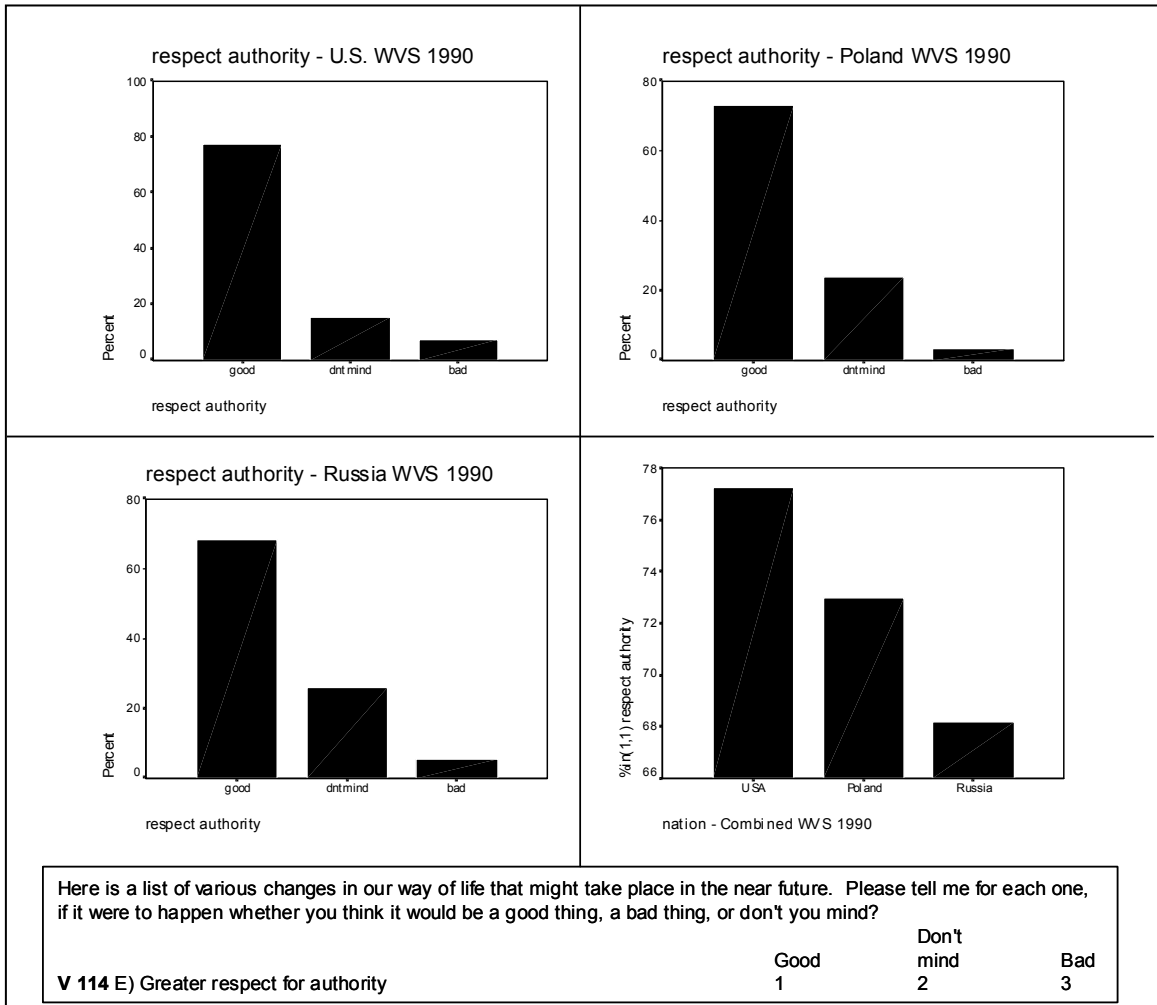 respect authority - U.S. WVS 1990
100
80
60
40
20
0
Percent
good dntmind bad
respect authority
respect authority - Poland WVS 1990
80
60
40
20
0
Percent
good dntmind bad
respect authority
respect authority - Russia WVS 1990
80
60
40
20
0
Percent
good dntmind bad
respect authority
78
76
74
72
70
68
66
%in(1,1) respect authority
USA Poland Russia
nation - Combined WVS 1990
Here is a list of various changes in our way of life that might take place in the near future. Please tell me for each one,
if it were to happen whether you think it would be a good thing, a bad thing, or don't you mind?
Don't
Good mind Bad
V 114 E) Greater respect for authority 1 2 3